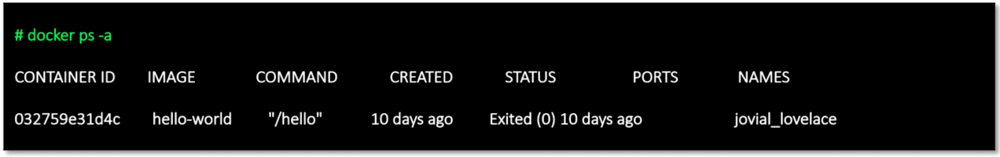 # docker ps -a
CONTAINER ID IMAGE COMMAND CREATED STATUS PORTS NAMES
032759e31d4c hello-world "/hello" 10 days ago Exited (0) 10 days ago jovial_lovelace